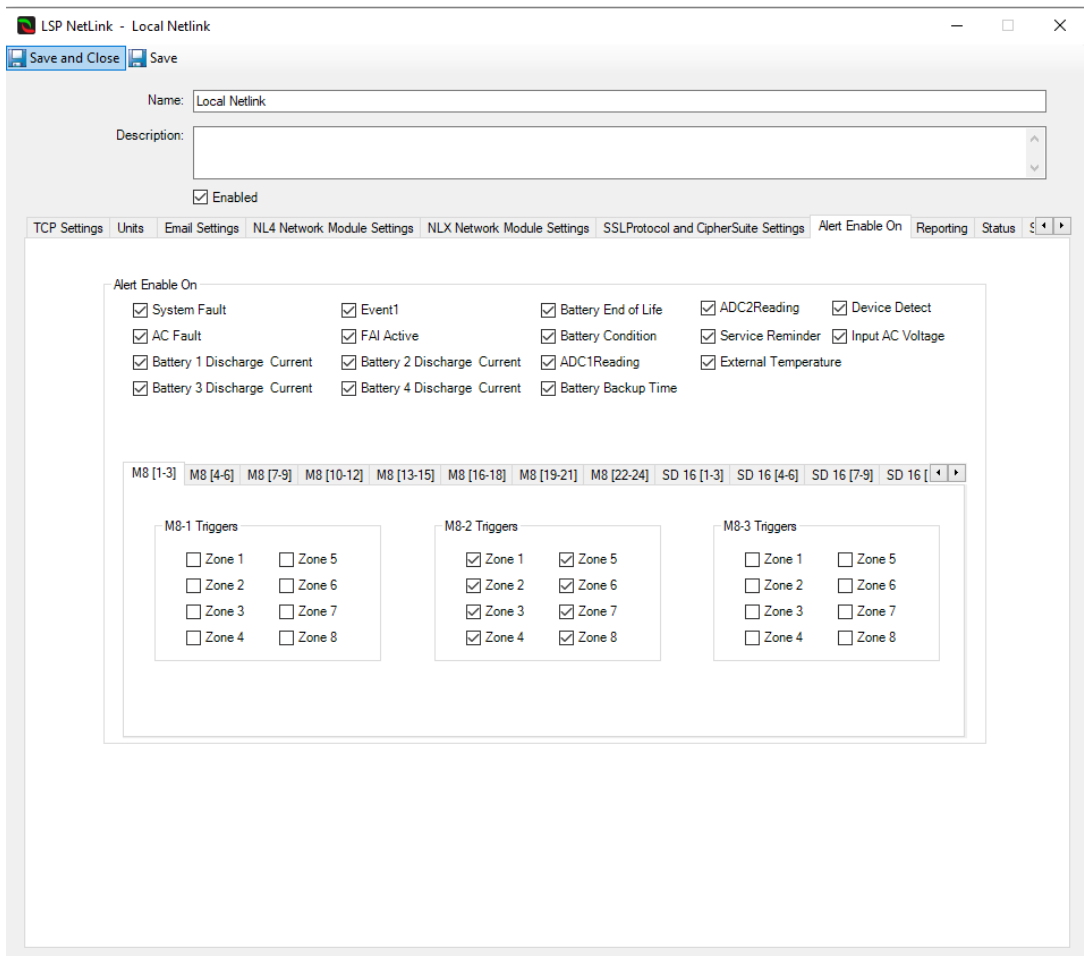 LSP NetLink - Local Netlink
Save and Close Save
Name: Local Netlink
Description:
Enabled
TCP Settings Units Email Settings NL4 Network Module Settings NLX Network Module Settings SSLProtocol and CipherSuite Settings Alert Enable On Reporting Status
Alert Enable On
System Fault Event1 Battery End of Life ADC2Reading Device Detect
AC Fault FAI Active Battery Condition Service Reminder Input AC Voltage
Battery 1 Discharge Current Battery 2 Discharge Current ADC1Reading External Temperature
Battery 3 Discharge Current Battery 4 Discharge Current Battery Backup Time
M8 [1-3] M8 [4-6] M8 [7-9] M8 [10-12] M8 [13-15] M8 [16-18] M8 [19-21] M8 [22-24] SD 16 [1-3] SD 16 [4-6] SD 16 [7-9] SD 16 [
M8-1 Triggers M8-2 Triggers M8-3 Triggers
Zone 1 Zone 5 Zone 1 Zone 5 Zone 1 Zone 5
Zone 2 Zone 6 Zone 2 Zone 6 Zone 2 Zone 6
Zone 3 Zone 7 Zone 3 Zone 7 Zone 3 Zone 7
Zone 4 Zone 8 Zone 4 Zone 8 Zone 4 Zone 8